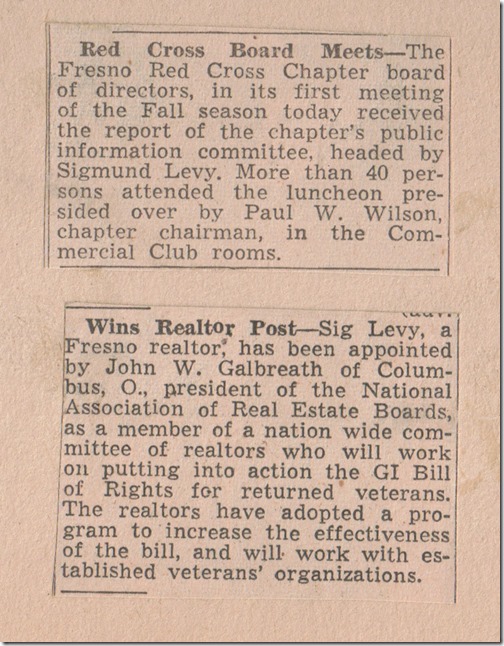 Red Cross Board Meets—The
Fresno Red Cross Chapter board
of directors, in its first meeting
of the Fall season today received
the report of the chapter's public
information committee, headed by
Sigmund Levy. More than 40 per-
sons attended the luncheon pre-
sided over by Paul W. Wilson,
chapter chairman, in the Com-
mercial Club rooms.
(adv.
Wins Realtor Post—Sig Levy, a
Fresno realtor, has been appointed
by John W. Galbreath of Colum-
bus, O., president of the National
Association of Real Estate Boards,
as a member of a nation wide com-
mittee of realtors who will work
on putting into action the GI Bill
of Rights for returned veterans.
The realtors have adopted a pro-
gram to increase the effectiveness
of the bill, and will work with es-
tablished veterans' organizations.